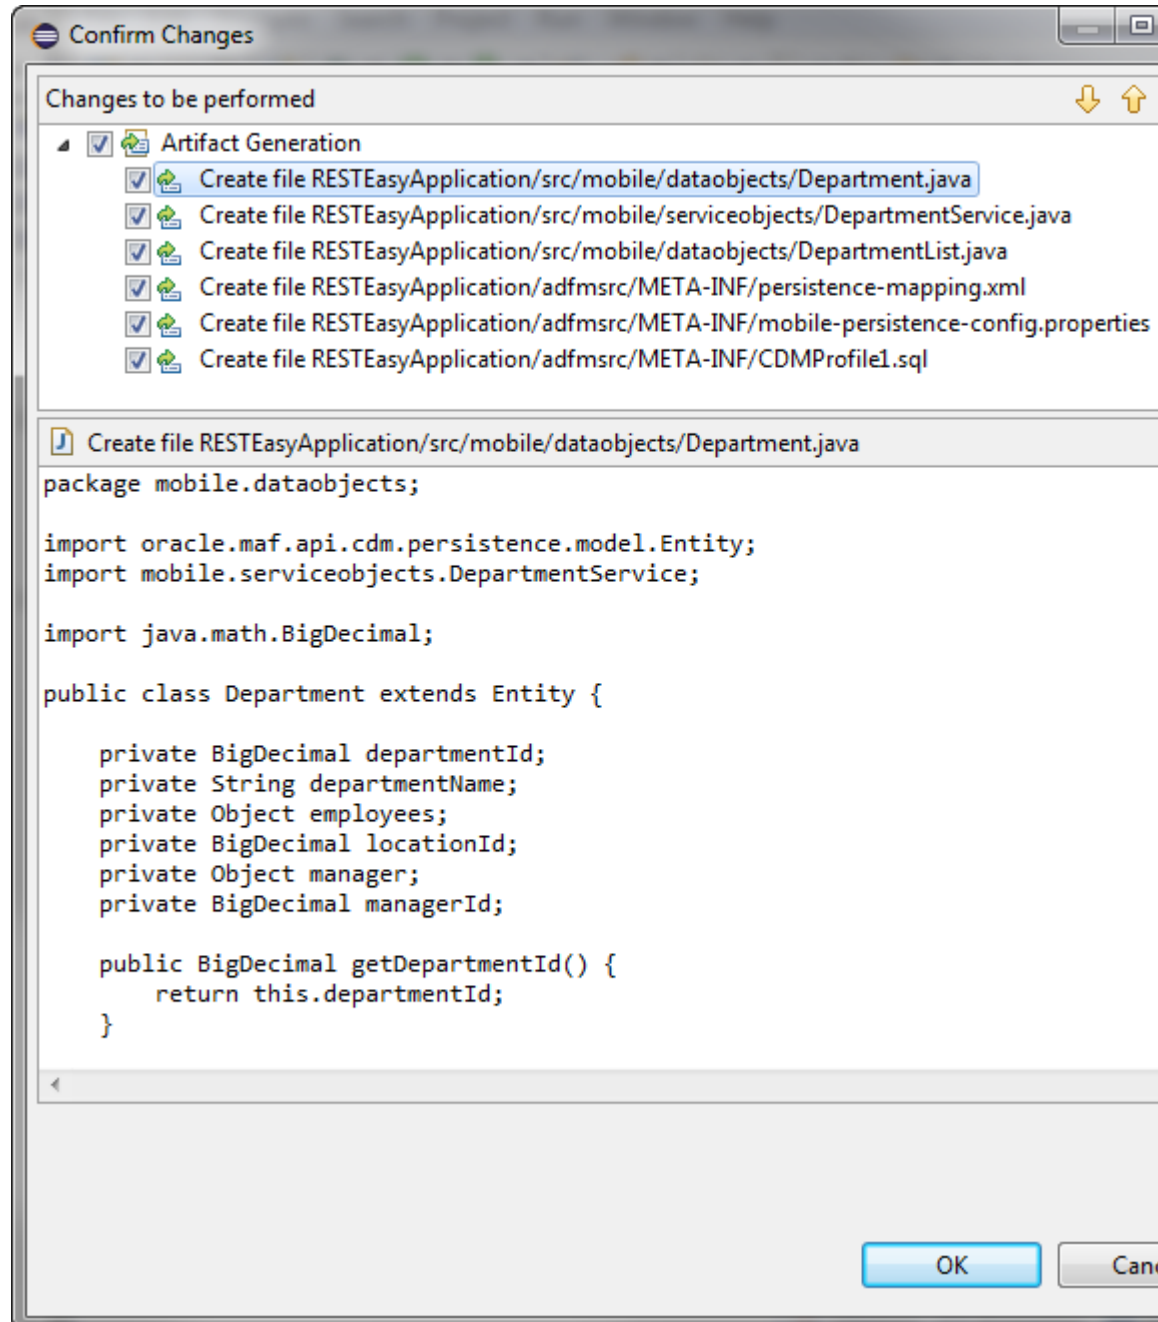 Confirm Changes
Changes to be performed
Artifact Generation
Create file RESTEasyApplication/src/mobile/dataobjects/Department.java
Create file RESTEasyApplication/src/mobile/serviceobjects/DepartmentService.java
Create file RESTEasyApplication/src/mobile/dataobjects/DepartmentList.java
Create file RESTEasyApplication/adfmsrc/META-INF/persistence-mapping.xml
Create file RESTEasyApplication/adfmsrc/META-INF/mobile-persistence-config.properties
Create file RESTEasyApplication/adfmsrc/META-INF/CDMProfile1.sql
Create file RESTEasyApplication/src/mobile/dataobjects/Department.java
package mobile.dataobjects;
import oracle.maf.api.cdm.persistence.model.Entity;
import mobile.serviceobjects.DepartmentService;
import java.math.BigDecimal;
public class Department extends Entity {
private BigDecimal departmentId;
private String departmentName;
private Object employees;
private BigDecimal locationId;
private Object manager;
private BigDecimal managerId;
public BigDecimal getDepartmentId() {
return this.departmentId;
}
OK
Can